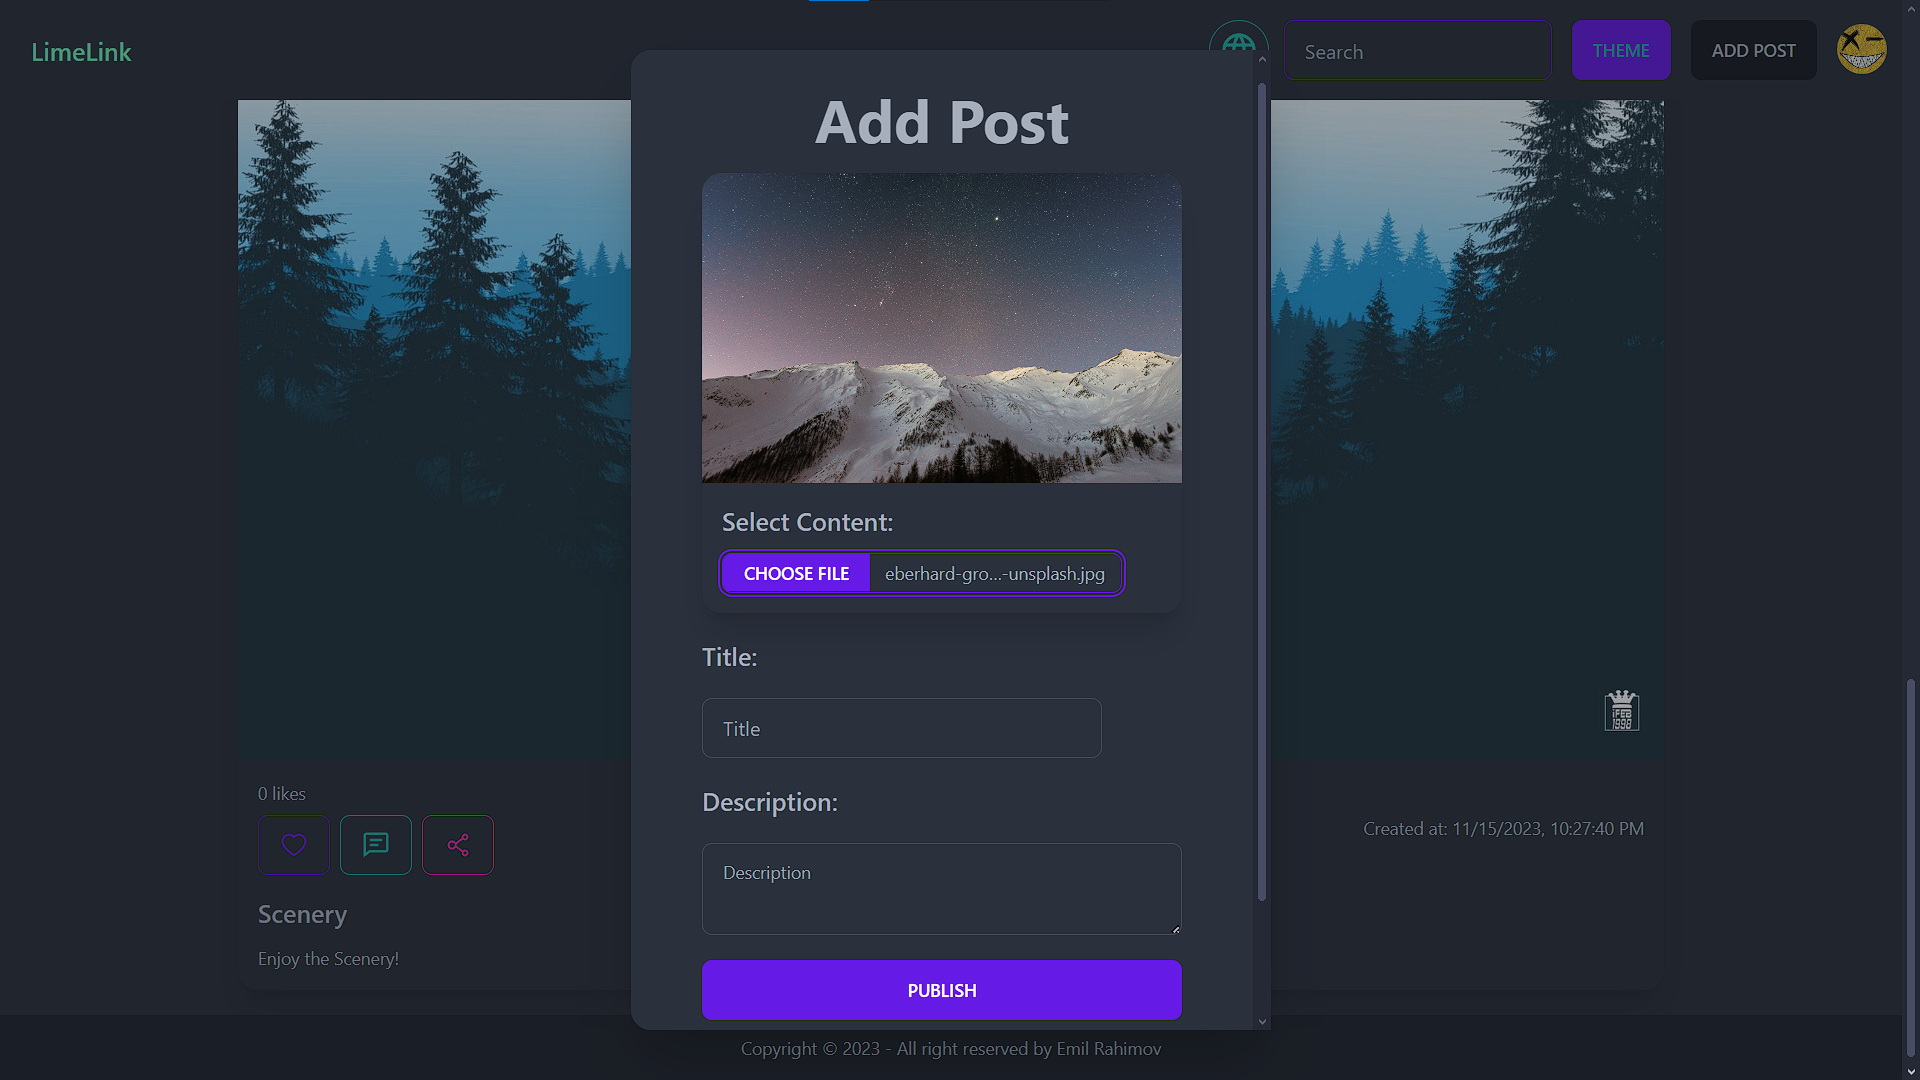 LimeLink
Search
THEME
ADD POST
Add Post
Select Content:
CHOOSE FILE
eberhard-gro...-unsplash.jpg
Title:
Title
Description:
Description
PUBLISH
iFEB
1998
0 likes
Created at: 11/15/2023, 10:27:40 PM
Scenery
Enjoy the Scenery!
Copyright © 2023 - All right reserved by Emil Rahimov